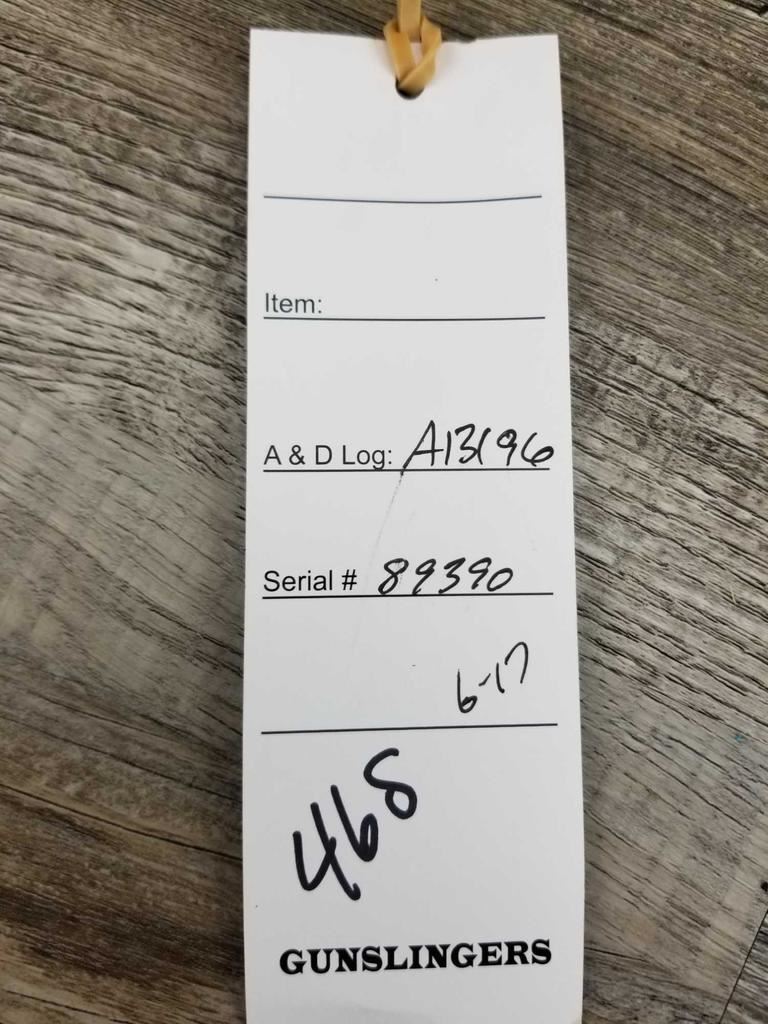 Item:
A & D Log: A13196
Serial # 89390
6-17
468
GUNSLINGERS